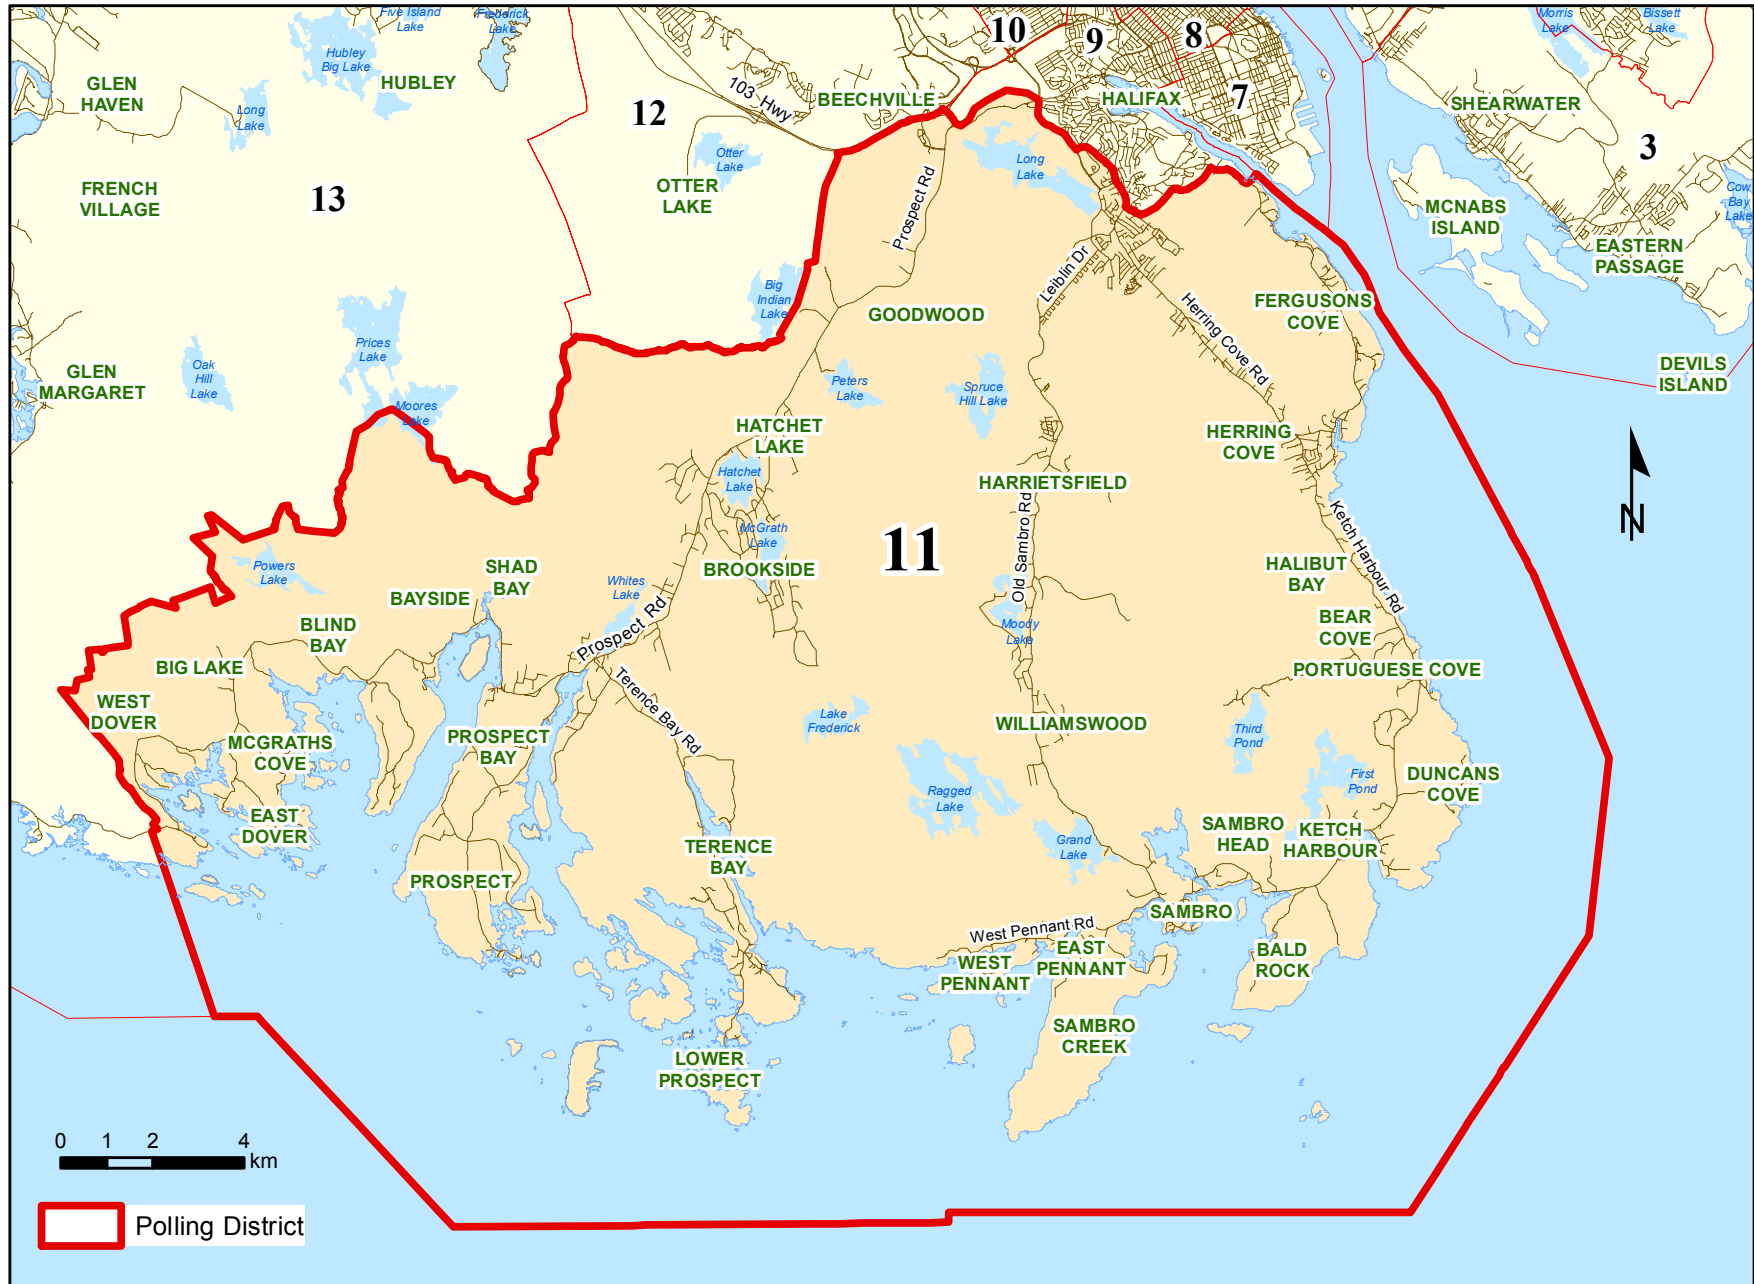 Five Island
Lake
Frederick
Lake
Hubley
Big Lake
HUBLEY
GLEN
HAVEN
Long
Lake
FRENCH
VILLAGE
13
12
103_Hwy
BEECHVILLE
10
9
8
7
HALIFAX
Morris
Lake
Bissett
Lake
SHEARWATER
3
Otter
Lake
OTTER
LAKE
Long
Lake
Prospect Rd
MCNABS
ISLAND
Cow
Bay
Lake
EASTERN
PASSAGE
Leiblin Dr
Big
Indian
Lake
GOODWOOD
Herring Cove Rd
FERGUSONS
COVE
Prices
Lake
Oak
Hill
Lake
GLEN
MARGARET
Moores
Lake
Peters
Lake
Spruce
Hill Lake
DEVILS
ISLAND
HATCHET
LAKE
HERRING
COVE
Hatchet
Lake
HARRIETSFIELD
N
McGrath
Lake
11
Old Sambro Rd
Ketch Harbour Rd
Powers
Lake
SHAD
BAY
BROOKSIDE
HALIBUT
BAY
BAYSIDE
Whites
Lake
BLIND
BAY
Prospect Rd
Moody
Lake
BEAR
COVE
BIG LAKE
PORTUGUESE COVE
WEST
DOVER
Terence Bay Rd
Lake
Frederick
WILLIAMSWOOD
Third
Pond
MCGRATHS
COVE
PROSPECT
BAY
First
Pond
DUNCANS
COVE
Ragged
Lake
EAST
DOVER
TERENCE
BAY
Grand
Lake
SAMBRO
HEAD
KETCH
HARBOUR
PROSPECT
SAMBRO
West Pennant Rd
WEST
PENNANT
EAST
PENNANT
BALD
ROCK
SAMBRO
CREEK
LOWER
PROSPECT
0 1 2 4
km
Polling District